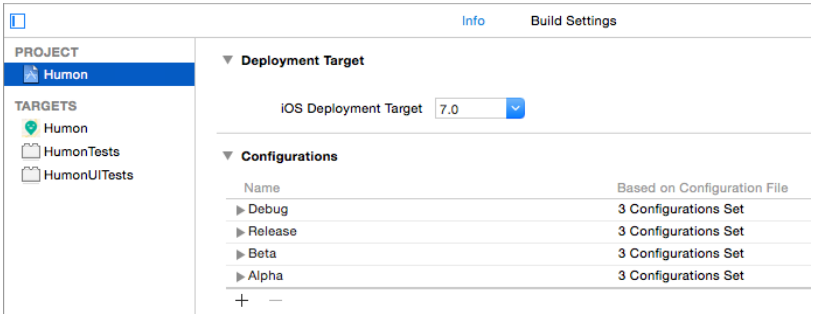 Info Build Settings
PROJECT
Humon
TARGETS
Humon
HumonTests
HumonUITests
Deployment Target
iOS Deployment Target 7.0
Configurations
Name Based on Configuration File
Debug 3 Configurations Set
Release 3 Configurations Set
Beta 3 Configurations Set
Alpha 3 Configurations Set